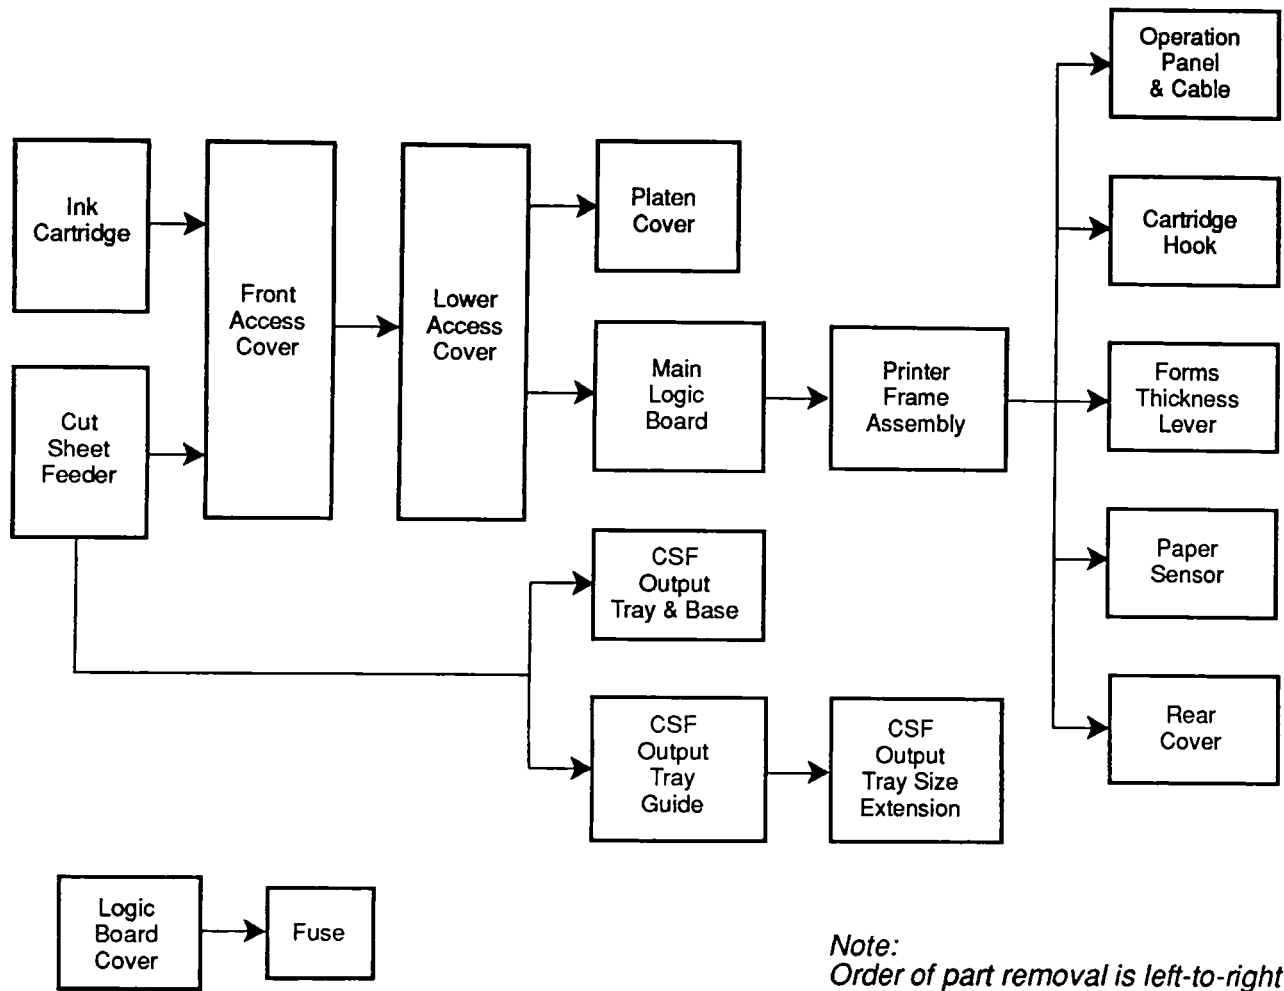 Operation
Panel
& Cable
Ink
Cartridge
Platen
Cover
Cartridge
Hook
Front
Access
Cover
Lower
Access
Cover
Main
Logic
Board
Printer
Frame
Assembly
Forms
Thickness
Lever
Cut
Sheet
Feeder
CSF
Output
Tray & Base
Paper
Sensor
CSF
Output
Tray
Guide
CSF
Output
Tray Size
Extension
Rear
Cover
Logic
Board
Cover
Fuse
Note:
Order of part removal is left-to-right